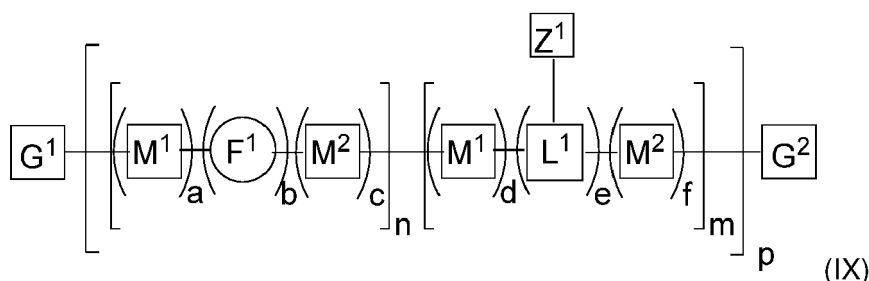 Z¹
G¹ [ [ ( M¹ )a ( F¹ )b ( M² )c ]n [ ( M¹ )d ( L¹ )e ( M² )f ]m ]p G²
(IX)